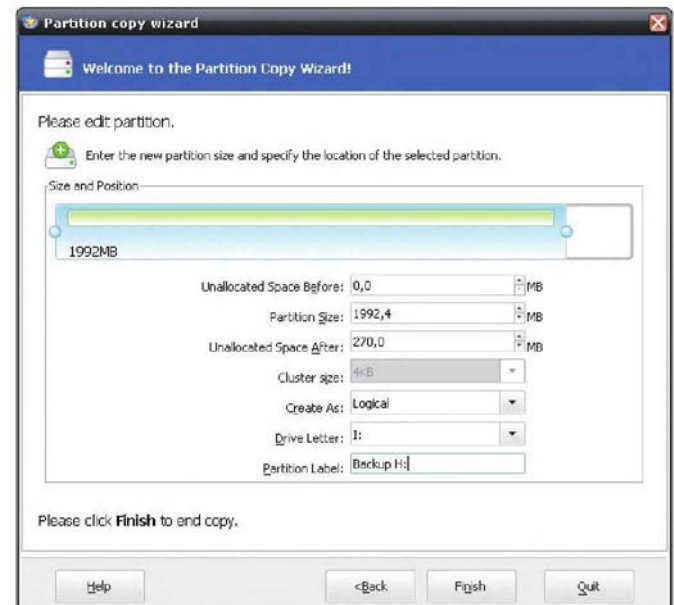 Partition copy wizard
Welcome to the Partition Copy Wizard!
Please edit partition.
Enter the new partition size and specify the location of the selected partition.
Size and Position
1992MB
Unallocated Space Before: 0,0 MB
Partition Size: 1992,4 MB
Unallocated Space After: 270,0 MB
Cluster size: 4KB
Create As: Logical
Drive Letter: I:
Partition Label: Backup H:
Please click Finish to end copy.
Help <Back Finish Quit